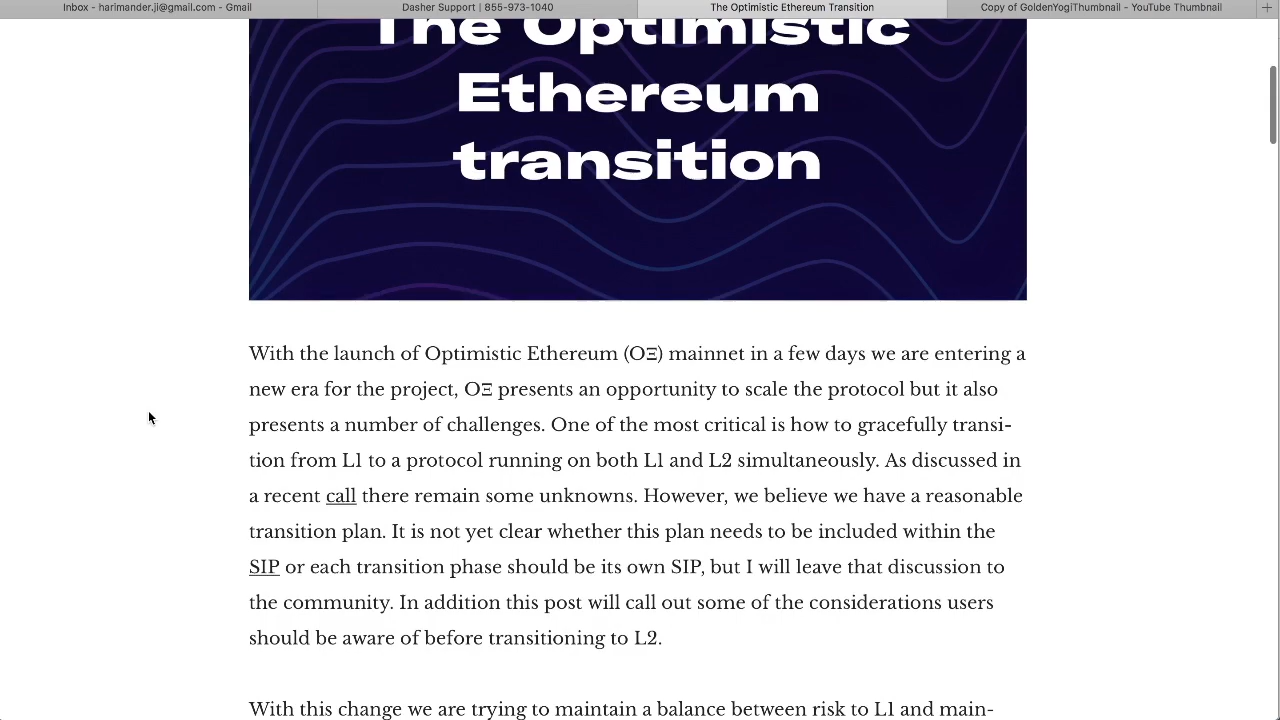 Inbox - harimander.ji@gmail.com - Gmail
Dasher Support | 855-973-1040
The Optimistic Ethereum Transition
Copy of GoldenYogiThumbnail - YouTube Thumbnail
The Optimistic
Ethereum
transition
With the launch of Optimistic Ethereum (OΞ) mainnet in a few days we are entering a
new era for the project, OΞ presents an opportunity to scale the protocol but it also
presents a number of challenges. One of the most critical is how to gracefully transi-
tion from L1 to a protocol running on both L1 and L2 simultaneously. As discussed in
a recent call there remain some unknowns. However, we believe we have a reasonable
transition plan. It is not yet clear whether this plan needs to be included within the
SIP or each transition phase should be its own SIP, but I will leave that discussion to
the community. In addition this post will call out some of the considerations users
should be aware of before transitioning to L2.
With this change we are trying to maintain a balance between risk to L1 and main-